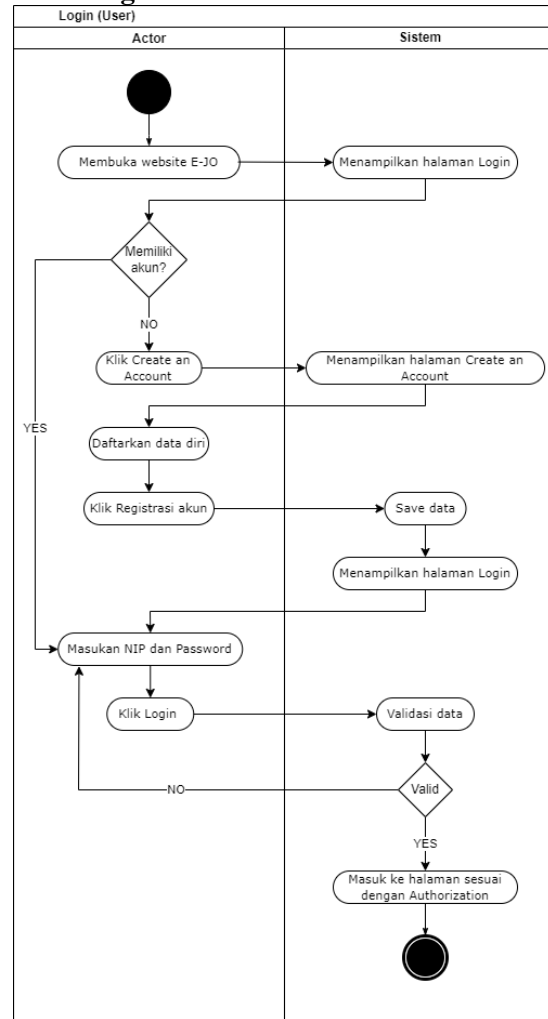 Login (User)
Actor
Sistem
Membuka website E-JO
Menampilkan halaman Login
Memiliki
akun?
NO
Klik Create an
Account
Menampilkan halaman Create an
Account
YES
Daftarkan data diri
Klik Registrasi akun
Save data
Menampilkan halaman Login
Masukan NIP dan Password
Klik Login
Validasi data
NO
Valid
YES
Masuk ke halaman sesuai
dengan Authorization